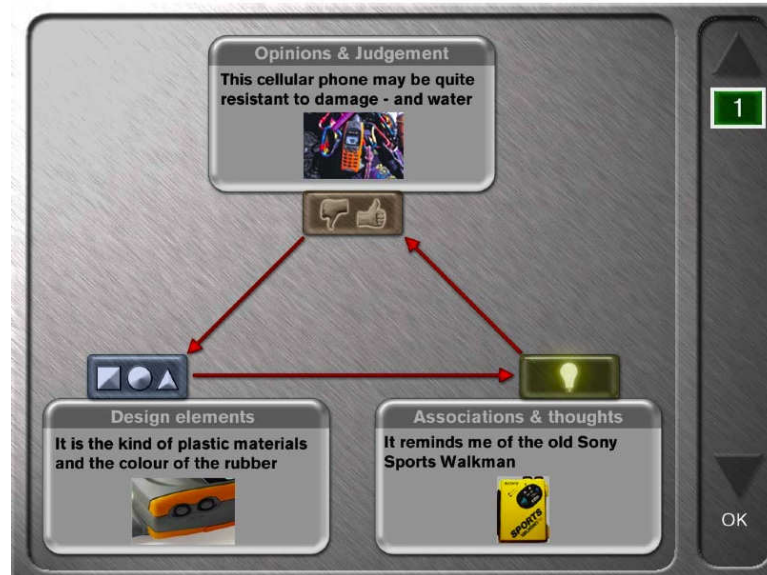 Opinions & Judgement
This cellular phone may be quite
resistant to damage - and water
1
Design elements
It is the kind of plastic materials
and the colour of the rubber
Associations & thoughts
It reminds me of the old Sony
Sports Walkman
SONY
SPORTS
OK